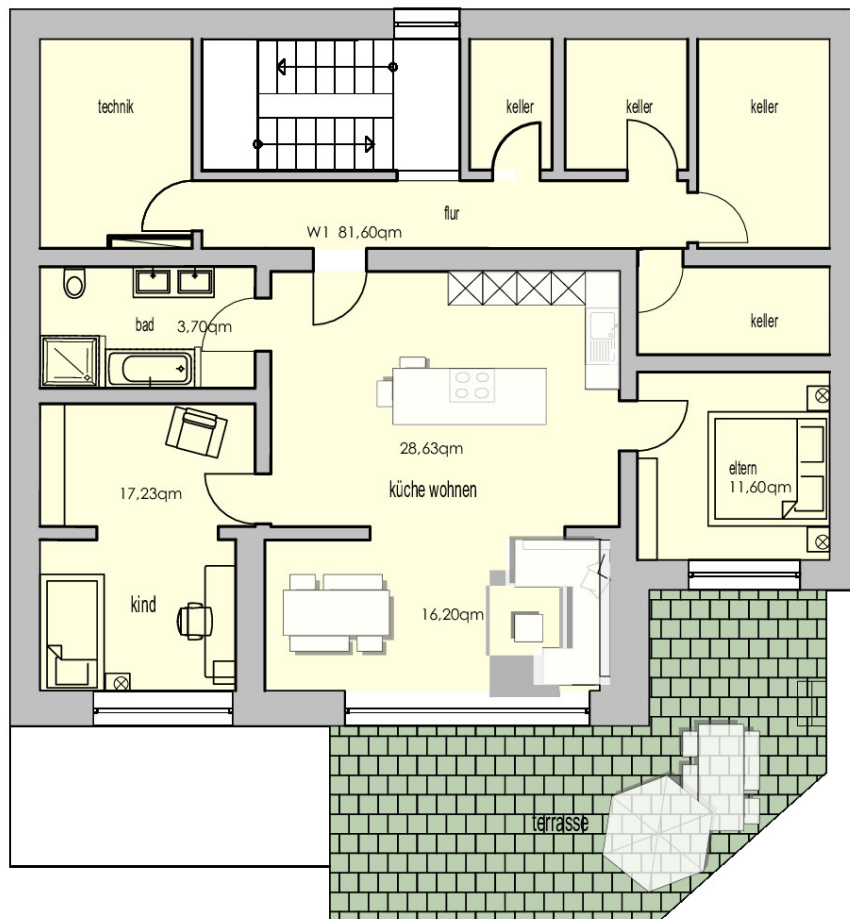 technik
keller
keller
keller
flur
W1 81,60qm
bad
3,70qm
keller
28,63qm
küche wohnen
eltern
11,60qm
17,23qm
kind
16,20qm
terrasse